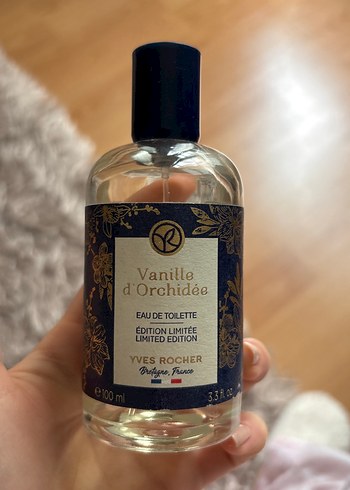 Vanille
d'Orchidée
EAU DE TOILETTE
ÉDITION LIMITÉE
LIMITED EDITION
YVES ROCHER
Bretagne, France
℮100 ml
3.3 fl. oz.